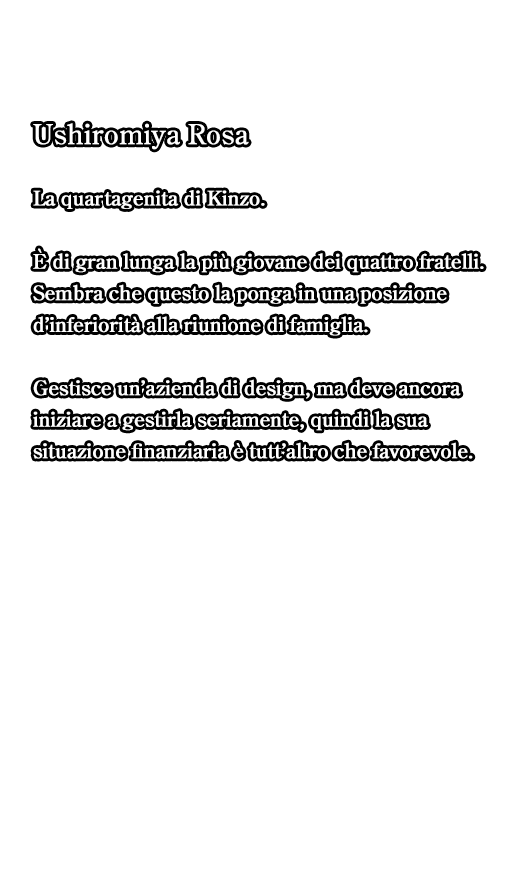 Ushiromiya Rosa
La quartagenita di Kinzo.
È di gran lunga la più giovane dei quattro fratelli.
Sembra che questo la ponga in una posizione
d'inferiorità alla riunione di famiglia.
Gestisce un'azienda di design, ma deve ancora
iniziare a gestirla seriamente, quindi la sua
situazione finanziaria è tutt'altro che favorevole.